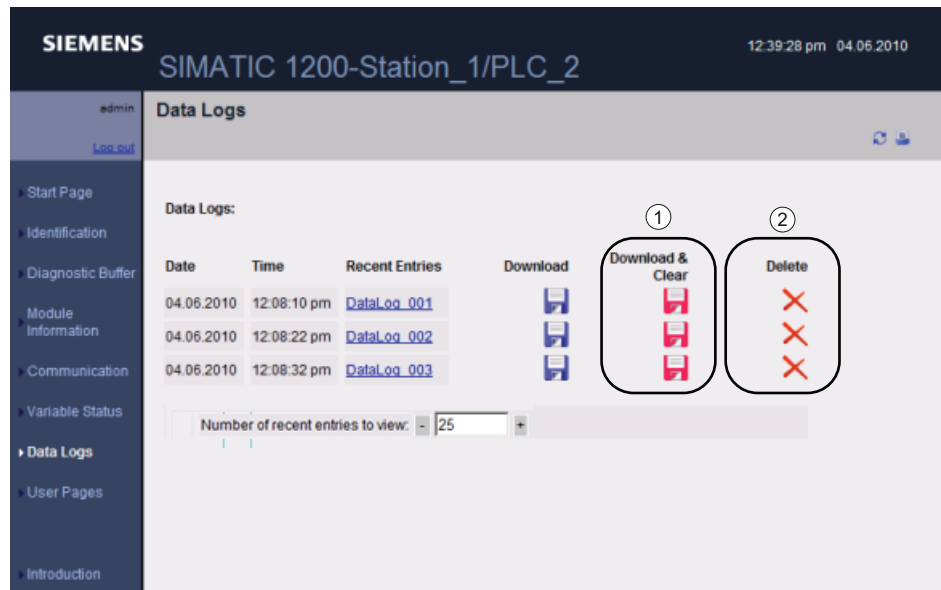 SIEMENS
SIMATIC 1200-Station_1/PLC_2
12:39:28 pm 04.06.2010
admin
Log out
Data Logs
Start Page
Identification
Diagnostic Buffer
Module
Information
Communication
Variable Status
Data Logs
User Pages
Introduction
Data Logs:
1
2
Date Time Recent Entries Download Download &
Clear Delete
04.06.2010 12:08:10 pm DataLog_001
04.06.2010 12:08:22 pm DataLog_002
04.06.2010 12:08:32 pm DataLog_003
Number of recent entries to view: - 25 +